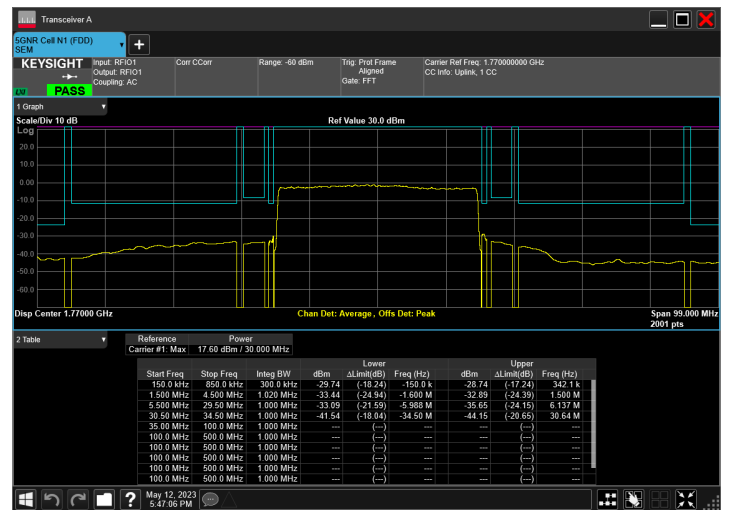 Transceiver A
5GNR Cell N1 (FDD)
SEM
KEYSIGHT
LXI
PASS
Input: RFIO1
Output: RFIO1
Coupling: AC
Corr CCorr
Range: -60 dBm
Trig: Prot Frame
Aligned
Gate: FFT
Carrier Ref Freq: 1.770000000 GHz
CC Info: Uplink, 1 CC
1 Graph
Scale/Div 10 dB
Ref Value 30.0 dBm
Log
20.0
10.0
0.00
-10.0
-20.0
-30.0
-40.0
-50.0
-60.0
Disp Center 1.77000 GHz
Chan Det: Average, Offs Det: Peak
Span 99.000 MHz
2001 pts
2 Table
Reference Power
Carrier #1: Max 17.60 dBm / 30.000 MHz
Lower Upper
Start Freq Stop Freq Integ BW dBm ΔLimit(dB) Freq (Hz) dBm ΔLimit(dB) Freq (Hz)
150.0 kHz 850.0 kHz 300.0 kHz -29.74 (-18.24) -150.0 k -28.74 (-17.24) 342.1 k
1.500 MHz 4.500 MHz 1.020 MHz -33.44 (-24.94) -1.600 M -32.89 (-24.39) 1.500 M
5.500 MHz 29.50 MHz 1.000 MHz -33.09 (-21.59) -5.988 M -35.65 (-24.15) 6.137 M
30.50 MHz 34.50 MHz 1.000 MHz -41.54 (-18.04) -34.50 M -44.15 (-20.65) 30.64 M
35.00 MHz 100.0 MHz 1.000 MHz --- (---) --- --- (---) ---
100.0 MHz 500.0 MHz 1.000 MHz --- (---) --- --- (---) ---
100.0 MHz 500.0 MHz 1.000 MHz --- (---) --- --- (---) ---
100.0 MHz 500.0 MHz 1.000 MHz --- (---) --- --- (---) ---
100.0 MHz 500.0 MHz 1.000 MHz --- (---) --- --- (---) ---
100.0 MHz 500.0 MHz 1.000 MHz --- (---) --- --- (---) ---
May 12, 2023
5:47:06 PM